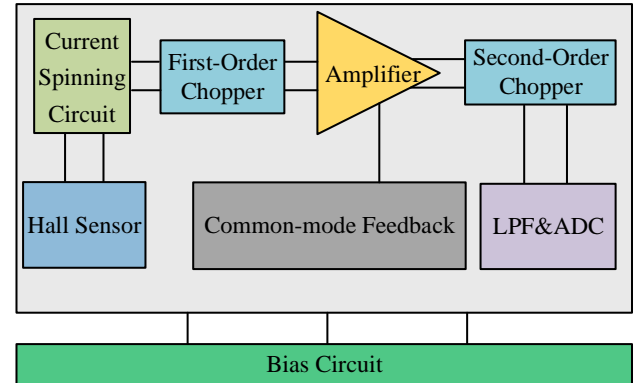 Current
Spinning
Circuit
First-Order
Chopper
Amplifier
Second-Order
Chopper
Hall Sensor
Common-mode Feedback
LPF&ADC
Bias Circuit